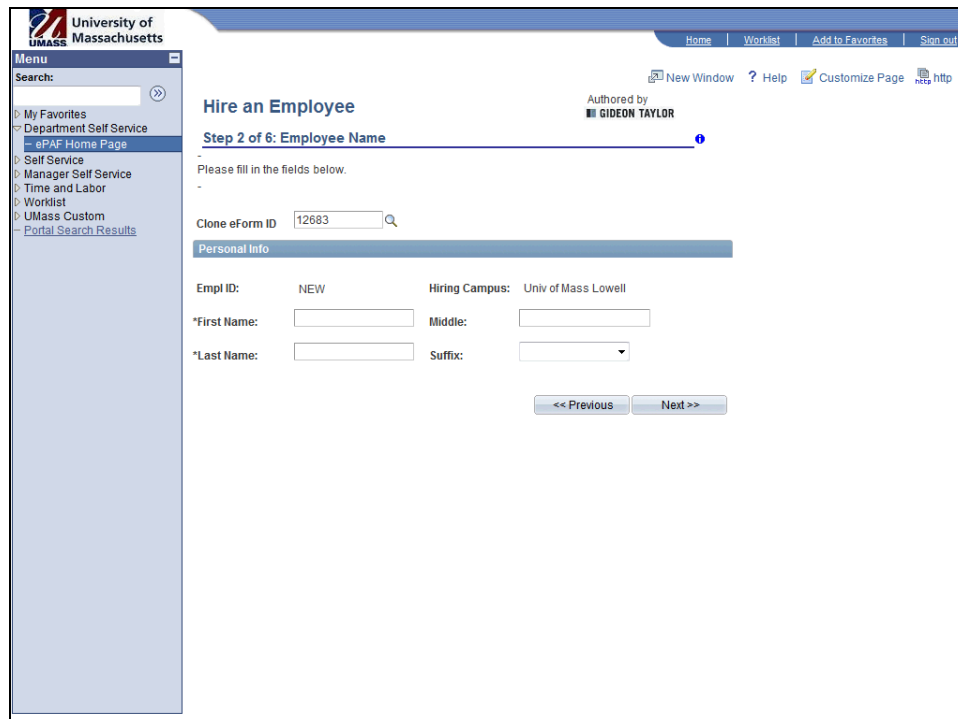 University of
Massachusetts
UMASS
Home | Worklist | Add to Favorites | Sign out
Menu
Search:
My Favorites
Department Self Service
– ePAF Home Page
Self Service
Manager Self Service
Time and Labor
Worklist
UMass Custom
– Portal Search Results
New Window ? Help Customize Page http http
Hire an Employee
Authored by
GIDEON TAYLOR
Step 2 of 6: Employee Name
-
Please fill in the fields below.
-
Clone eForm ID 12683
Personal Info
Empl ID: NEW Hiring Campus: Univ of Mass Lowell
*First Name: Middle:
*Last Name: Suffix:
<< Previous Next >>